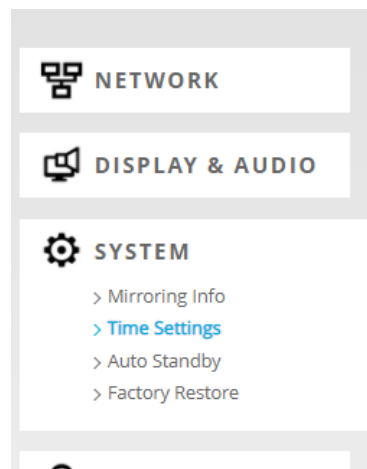 NETWORK
DISPLAY & AUDIO
SYSTEM
> Mirroring Info
> Time Settings
> Auto Standby
> Factory Restore